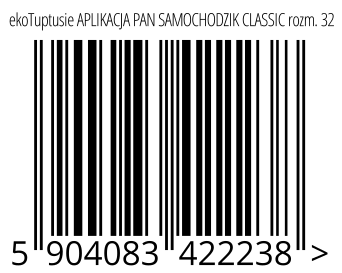 ekoTuptusie APLIKACJA PAN SAMOCHODZIK CLASSIC rozm. 32
5 904083 422238 >